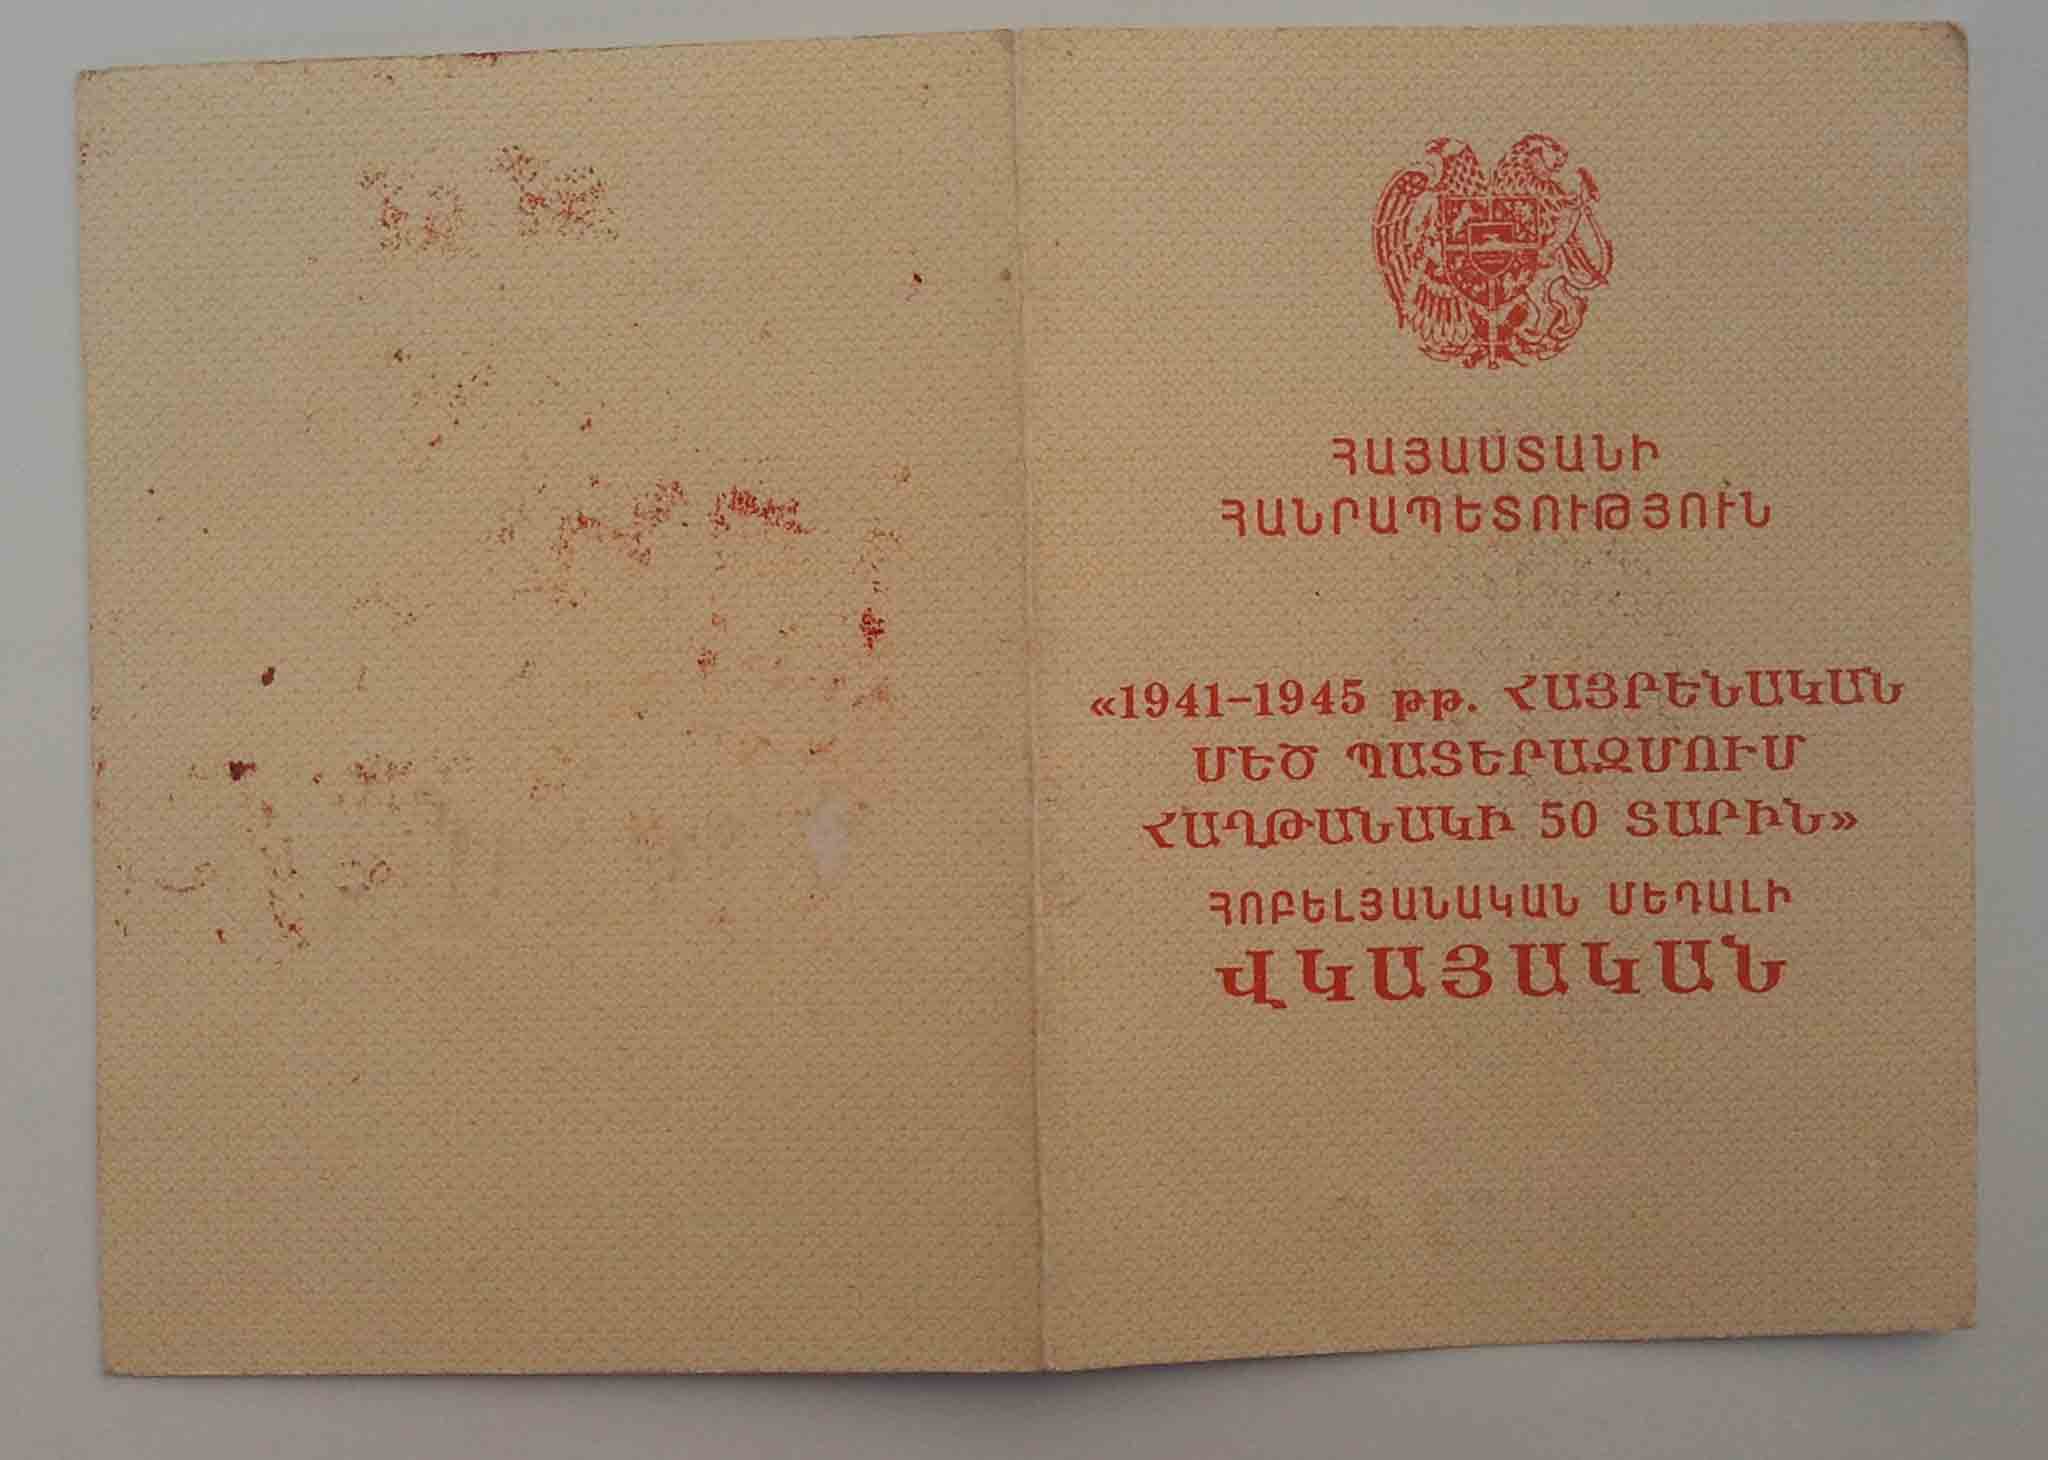 ՀԱՅԱՍՏԱՆԻ
ՀԱՆՐԱՊԵՏՈՒԹՅՈՒՆ
«1941–1945 թթ. ՀԱՅՐԵՆԱԿԱՆ
ՄԵԾ ՊԱՏԵՐԱԶՄՈՒՄ
ՀԱՂԹԱՆԱԿԻ 50 ՏԱՐԻՆ»
ՀՈԲԵԼՅԱՆԱԿԱՆ ՄԵԴԱԼԻ
ՎԿԱՅԱԿԱՆ